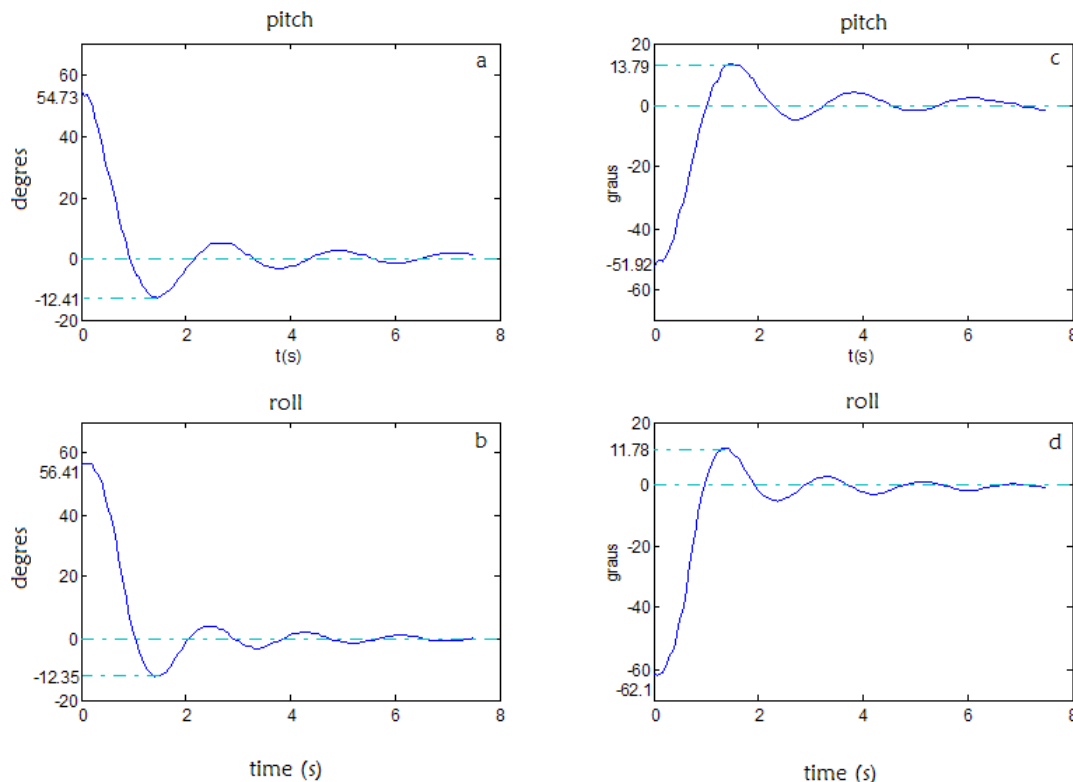 pitch
a
60
54.73
40
20
0
-12.41
-20
0 2 4 6 8
degres
t(s)
pitch
c
20
13.79
0
-20
-40
-51.92
-60
0 2 4 6 8
graus
t(s)
roll
b
60
56.41
40
20
0
-12.35
-20
0 2 4 6 8
degres
time (s)
roll
d
20
11.78
0
-20
-40
-60
-62.1
0 2 4 6 8
graus
time (s)